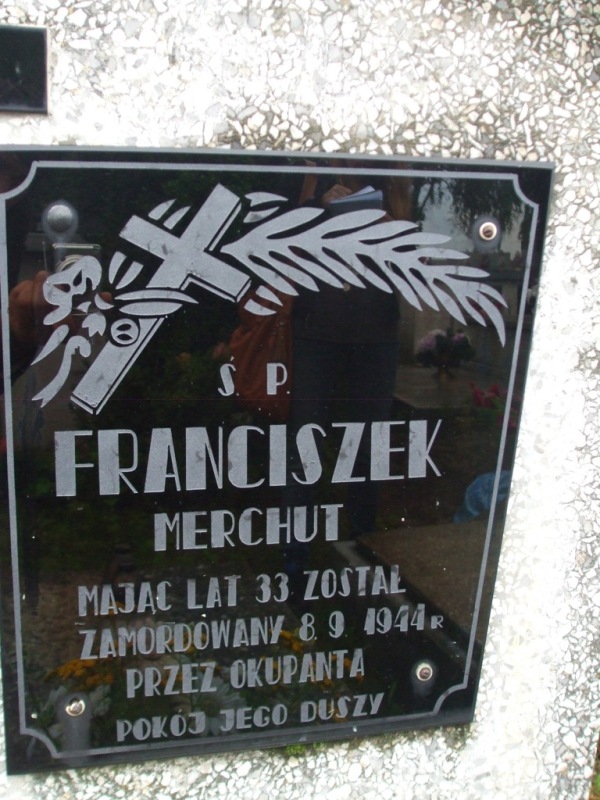 Ś. P.
FRANCISZEK
MERCHUT
MAJĄC LAT 33 ZOSTAŁ
ZAMORDOWANY 8. 9. 1944 R
PRZEZ OKUPANTA
POKÓJ JEGO DUSZY